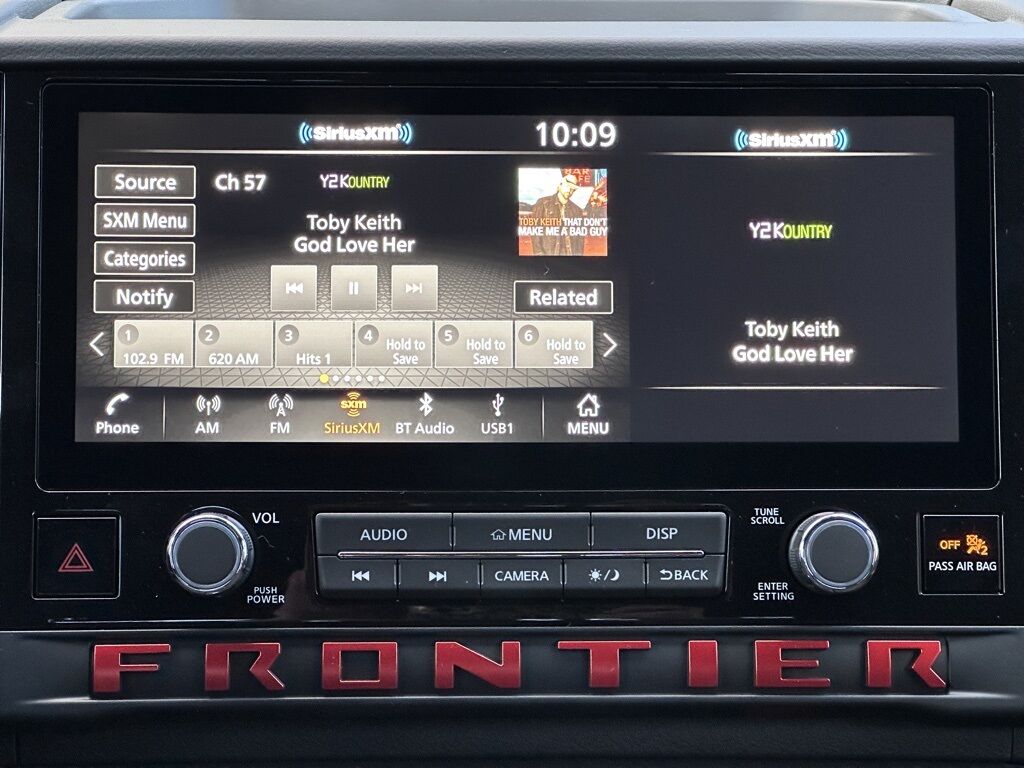 SiriusXM
10:09
SiriusXM
Source
Ch 57
Y2KOUNTRY
SXM Menu
Toby Keith
God Love Her
BAR
TOBY KEITH THAT DON'T
MAKE ME A BAD GUY
Y2KOUNTRY
Categories
Notify
Related
Toby Keith
God Love Her
1
102.9 FM
2
620 AM
3
Hits 1
4
Hold to
Save
5
Hold to
Save
6
Hold to
Save
Phone
AM
FM
sxm
SiriusXM
BT Audio
USB1
MENU
VOL
PUSH
POWER
AUDIO
MENU
DISP
CAMERA
BACK
TUNE
SCROLL
ENTER
SETTING
OFF
2
PASS AIR BAG
FRONTIER